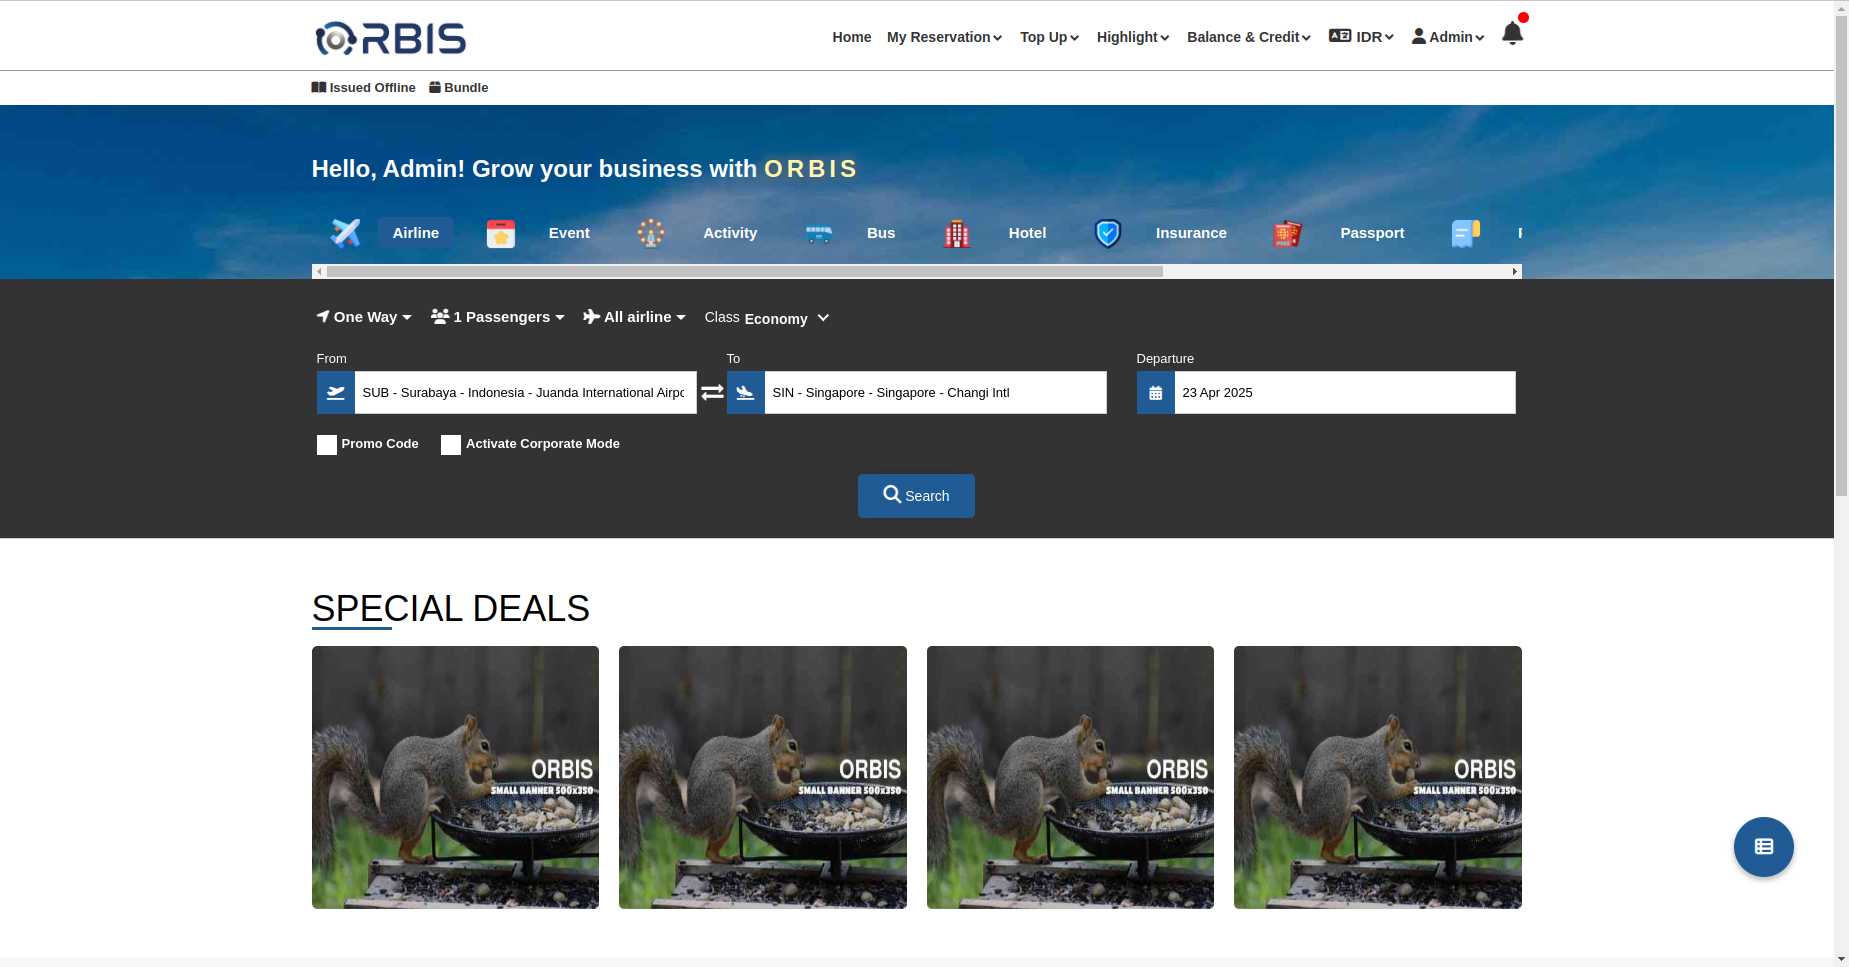 ORBIS
Home My Reservation Top Up Highlight Balance & Credit IDR Admin
Issued Offline Bundle
Hello, Admin! Grow your business with ORBIS
Airline Event Activity Bus Hotel Insurance Passport
One Way 1 Passengers All airline Class Economy
From To Departure
SUB - Surabaya - Indonesia - Juanda International Airpo SIN - Singapore - Singapore - Changi Intl 23 Apr 2025
Promo Code Activate Corporate Mode
Search
SPECIAL DEALS
ORBIS ORBIS ORBIS ORBIS
SMALL BANNER 500x350 SMALL BANNER 500x350 SMALL BANNER 500x350 SMALL BANNER 500x350